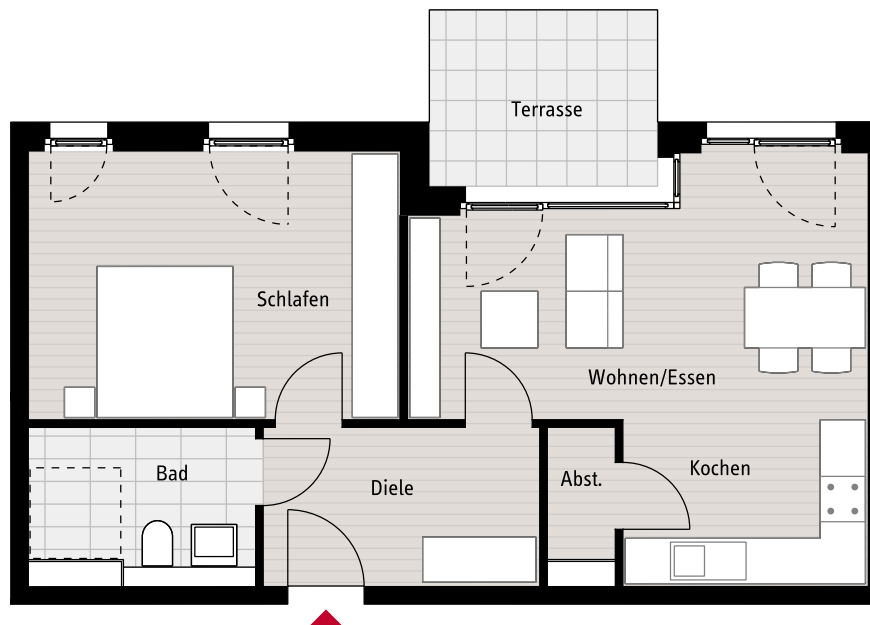 Terrasse
Schlafen
Wohnen/Essen
Bad
Diele
Abst.
Kochen